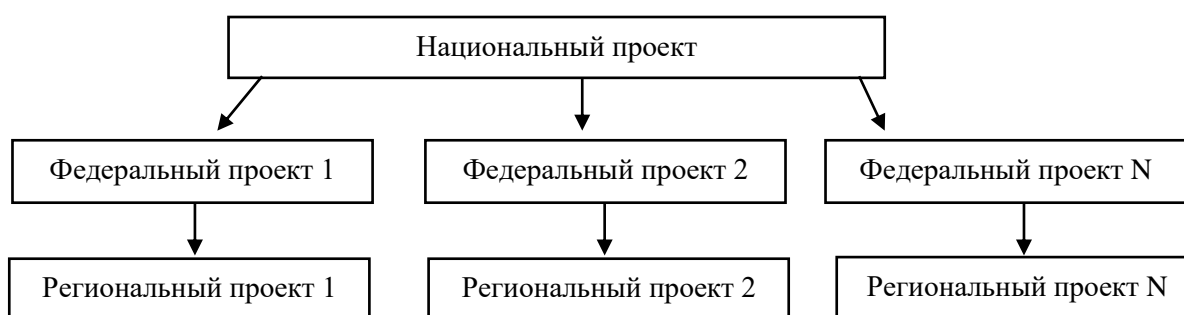 Национальный проект
Федеральный проект 1
Федеральный проект 2
Федеральный проект N
Региональный проект 1
Региональный проект 2
Региональный проект N